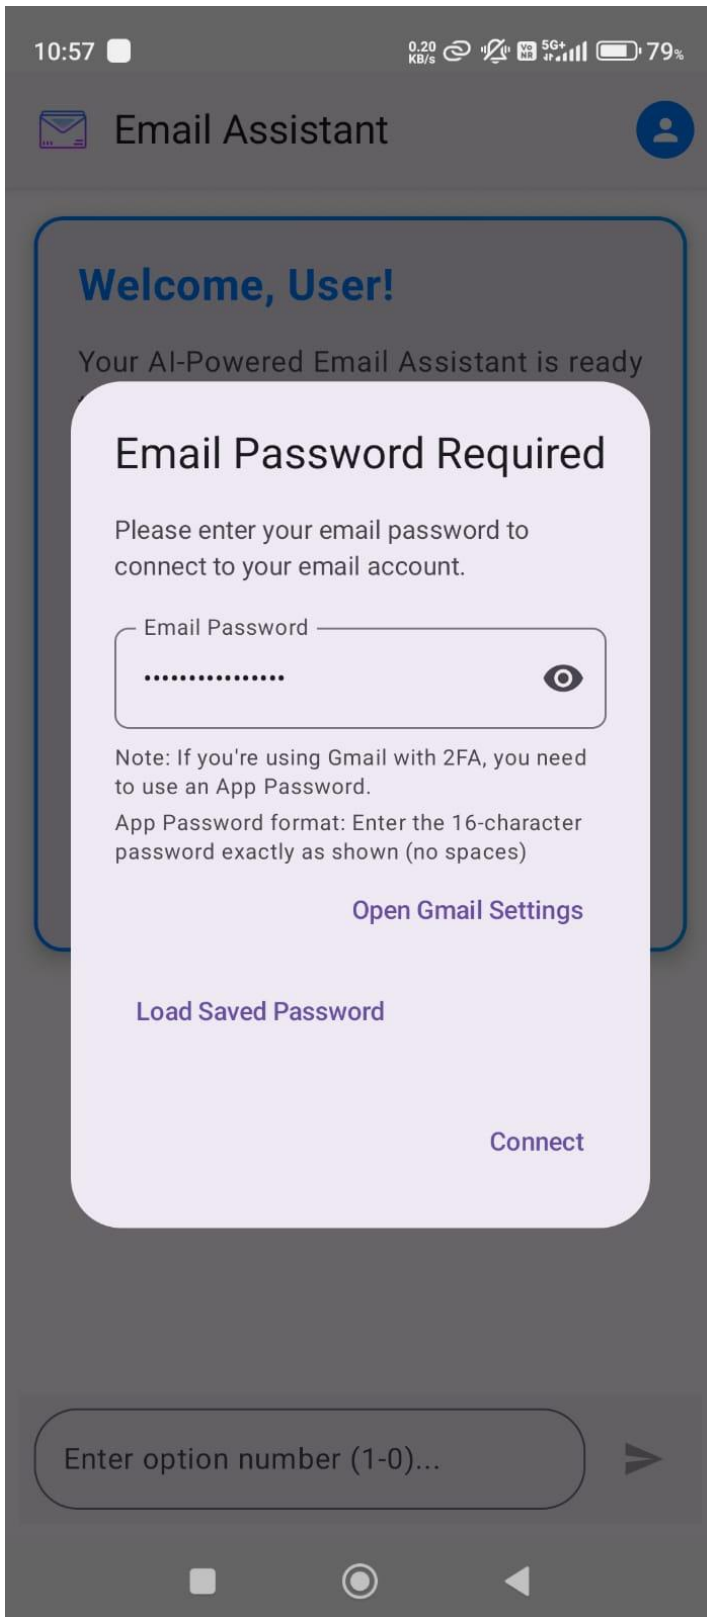 10:57
0.20 KB/s Vo NR 5G+ 79%
Email Assistant
Welcome, User!
Your AI-Powered Email Assistant is ready
Email Password Required
Please enter your email password to
connect to your email account.
Email Password
••••••••••••••••
Note: If you're using Gmail with 2FA, you need
to use an App Password.
App Password format: Enter the 16-character
password exactly as shown (no spaces)
Open Gmail Settings
Load Saved Password
Connect
Enter option number (1-0)...